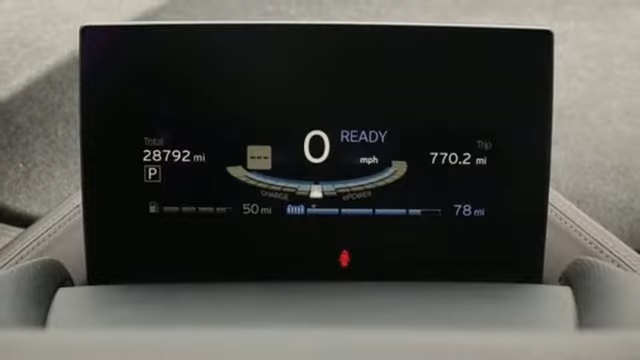 Total
28792 mi
P
---
0
READY
mph
Trip
770.2 mi
CHARGE
ePOWER
50 mi
78 mi